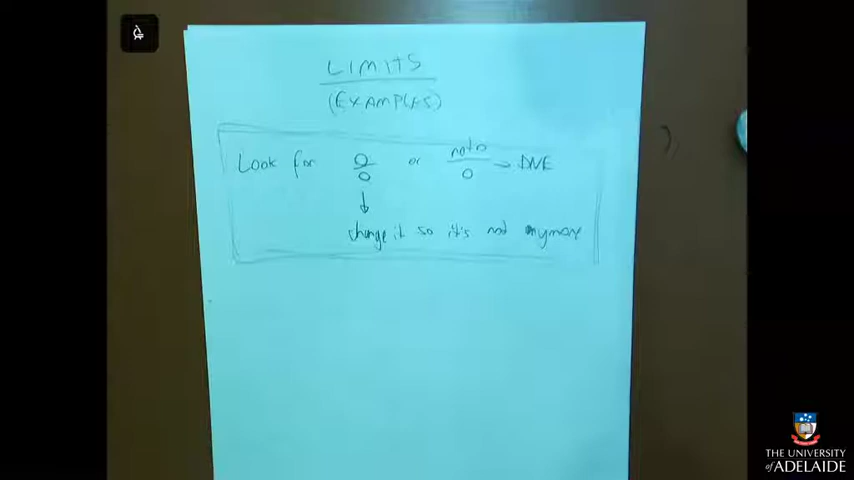 LIMITS
(EXAMPLES)
Look for 0/0 or not 0/0 → DNE
↓
change it so it's not anymore
THE UNIVERSITY
of ADELAIDE